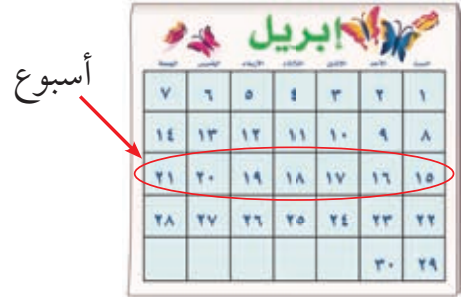 إبريل
أسبوع
١ ٢ ٣ ٤ ٥ ٦ ٧
٨ ٩ ١٠ ١١ ١٢ ١٣ ١٤
١٥ ١٦ ١٧ ١٨ ١٩ ٢٠ ٢١
٢٢ ٢٣ ٢٤ ٢٥ ٢٦ ٢٧ ٢٨
٢٩ ٣٠